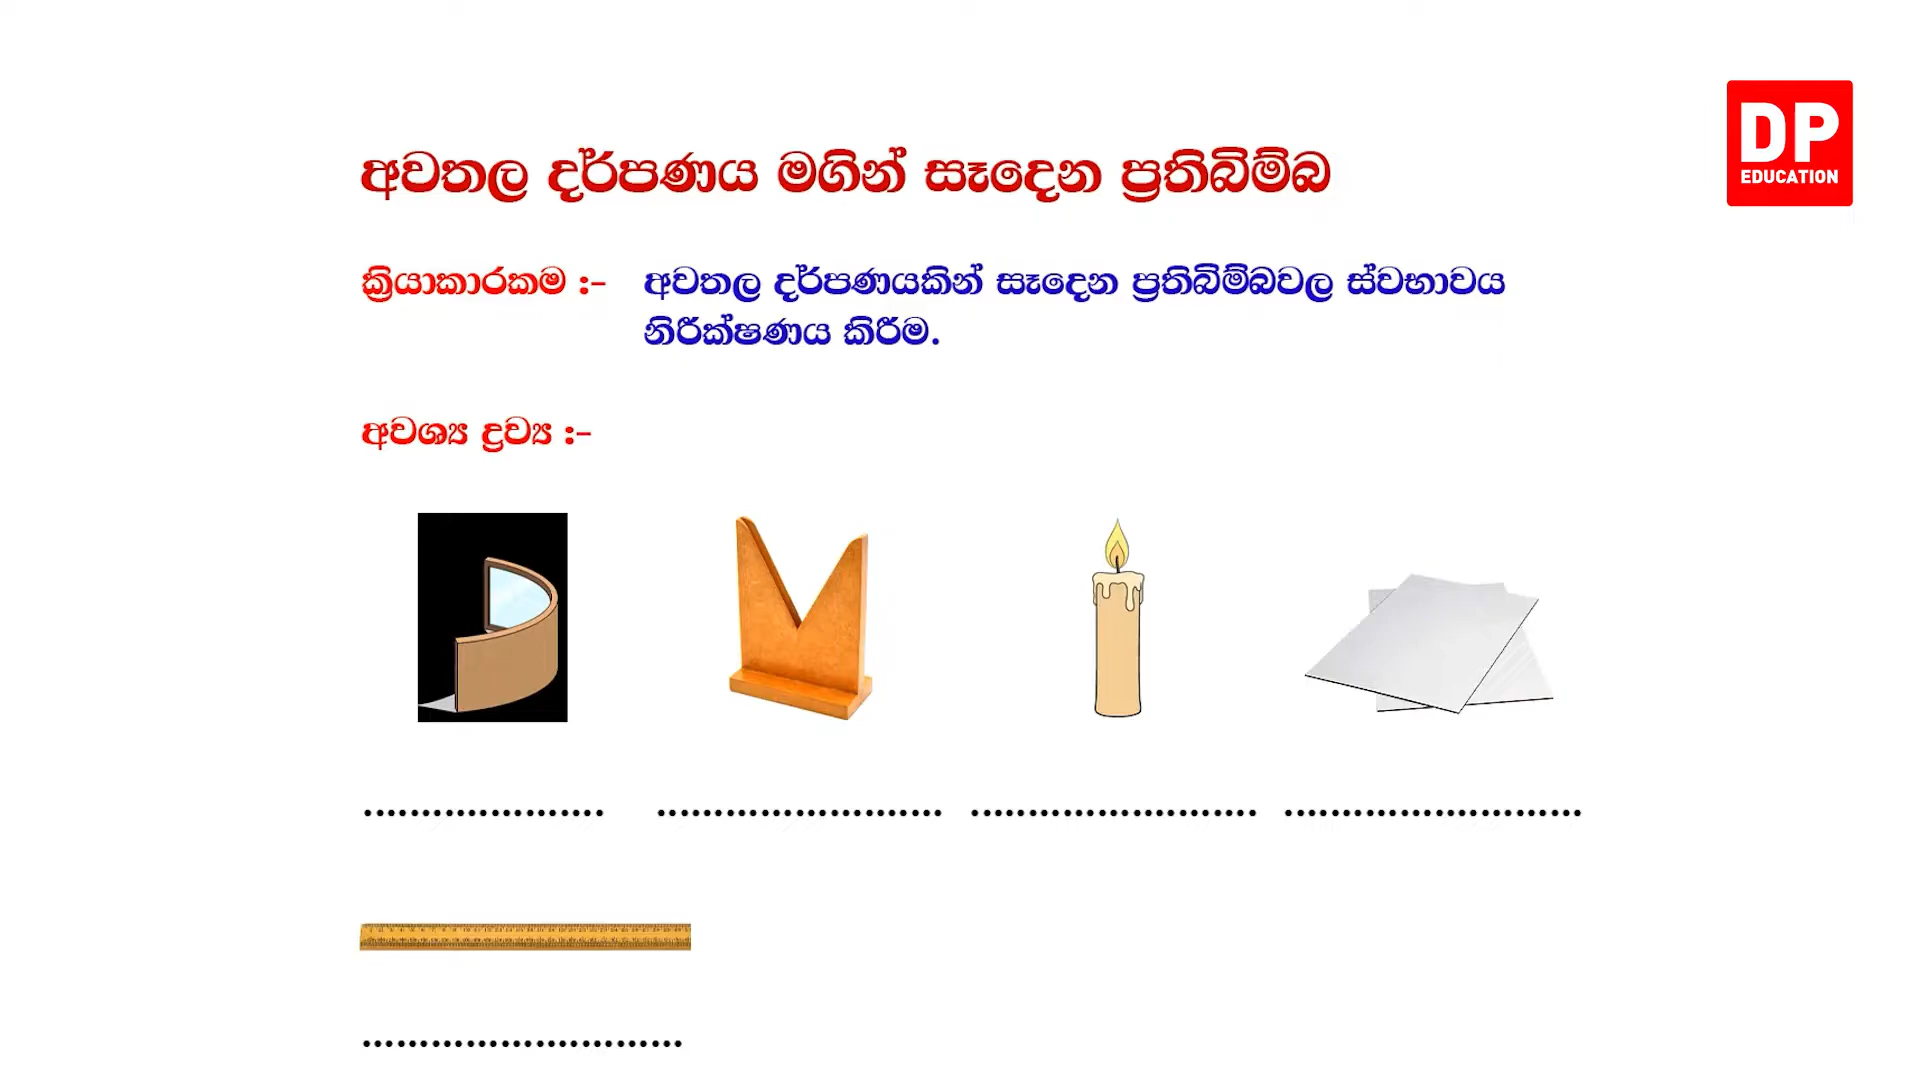 DP
EDUCATION
අවතල දර්පණය මගින් සෑදෙන ප්‍රතිබිම්බ
ක්‍රියාකාරකම :- අවතල දර්පණයකින් සෑදෙන ප්‍රතිබිම්බවල ස්වභාවය
නිරීක්ෂණය කිරීම.
අවශ්‍ය ද්‍රව්‍ය :-